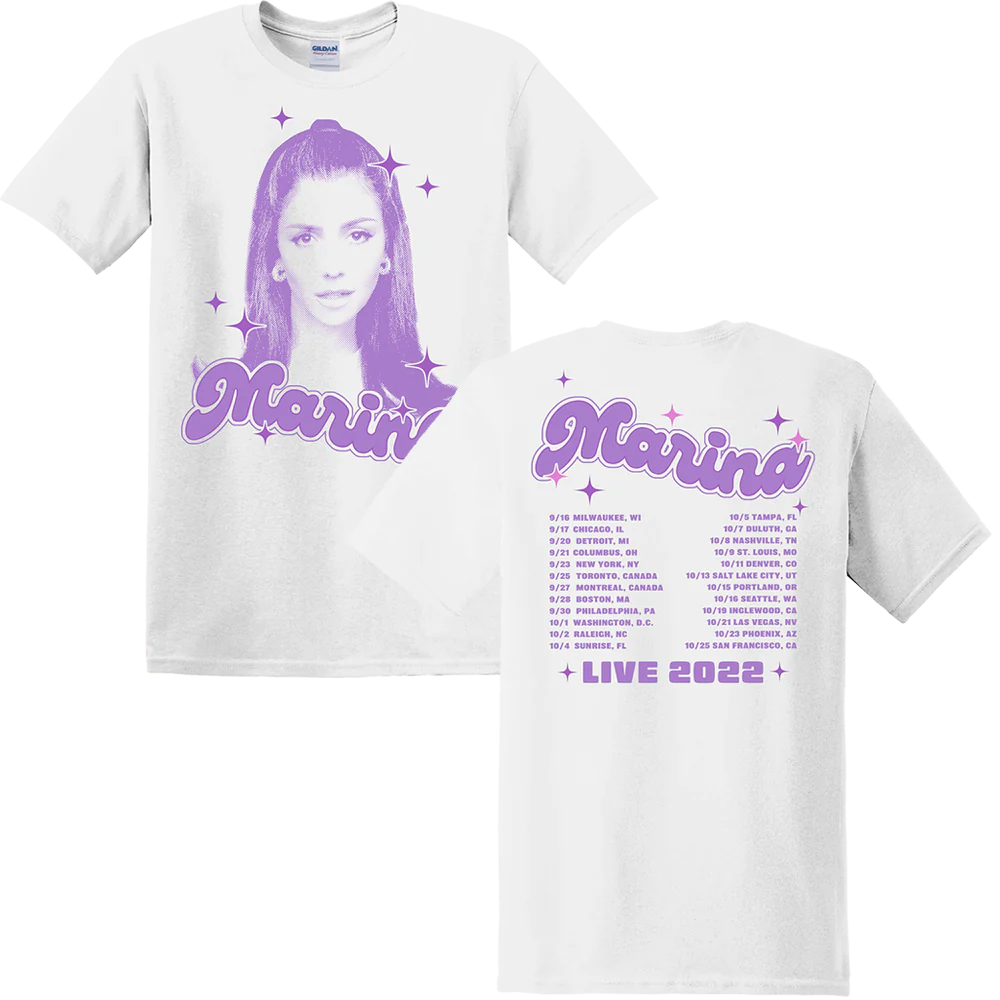 GILDAN
Marina
Marina
9/16 MILWAUKEE, WI
9/17 CHICAGO, IL
9/20 DETROIT, MI
9/21 COLUMBUS, OH
9/23 NEW YORK, NY
9/25 TORONTO, CANADA
9/27 MONTREAL, CANADA
9/28 BOSTON, MA
9/30 PHILADELPHIA, PA
10/1 WASHINGTON, D.C.
10/2 RALEIGH, NC
10/4 SUNRISE, FL
10/5 TAMPA, FL
10/7 DULUTH, GA
10/8 NASHVILLE, TN
10/9 ST. LOUIS, MO
10/11 DENVER, CO
10/13 SALT LAKE CITY, UT
10/15 PORTLAND, OR
10/16 SEATTLE, WA
10/19 INGLEWOOD, CA
10/21 LAS VEGAS, NV
10/23 PHOENIX, AZ
10/25 SAN FRANCISCO, CA
LIVE 2022